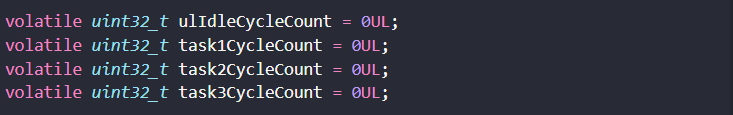 volatile uint32_t ulIdleCycleCount = 0UL;
volatile uint32_t task1CycleCount = 0UL;
volatile uint32_t task2CycleCount = 0UL;
volatile uint32_t task3CycleCount = 0UL;